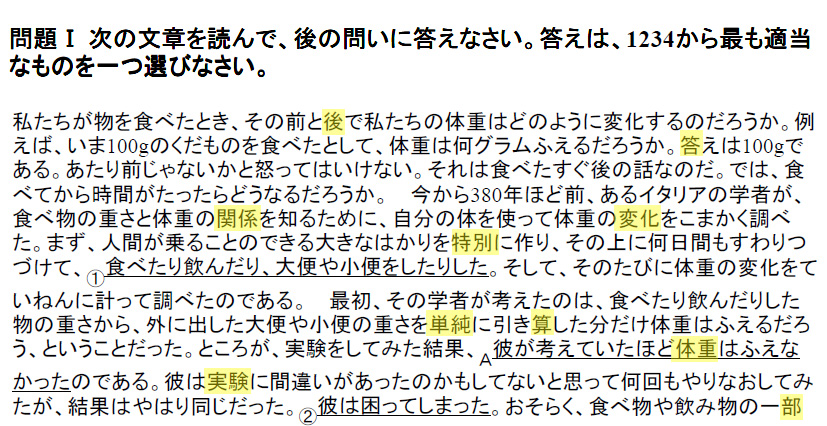 問題Ⅰ 次の文章を読んで、後の問いに答えなさい。答えは、1234から最も適当
なものを一つ選びなさい。
私たちが物を食べたとき、その前と後で私たちの体重はどのように変化するのだろうか。例
えば、いま100gのくだものを食べたとして、体重は何グラムふえるだろうか。答えは100gで
ある。あたり前じゃないかと怒ってはいけない。それは食べたすぐ後の話なのだ。では、食
べてから時間がたったらどうなるだろうか。 今から380年ほど前、あるイタリアの学者が、
食べ物の重さと体重の関係を知るために、自分の体を使って体重の変化をこまかく調べ
た。まず、人間が乗ることのできる大きなはかりを特別に作り、その上に何日間もすわりつ
づけて、①食べたり飲んだり、大便や小便をしたりした。そして、そのたびに体重の変化をて
いねんに計って調べたのである。 最初、その学者が考えたのは、食べたり飲んだりした
物の重さから、外に出した大便や小便の重さを単純に引き算した分だけ体重はふえるだろ
う、ということだった。ところが、実験をしてみた結果、A彼が考えていたほど体重はふえな
かったのである。彼は実験に間違いがあったのかもしてないと思って何回もやりなおしてみ
たが、結果はやはり同じだった。②彼は困ってしまった。おそらく、食べ物や飲み物の一部